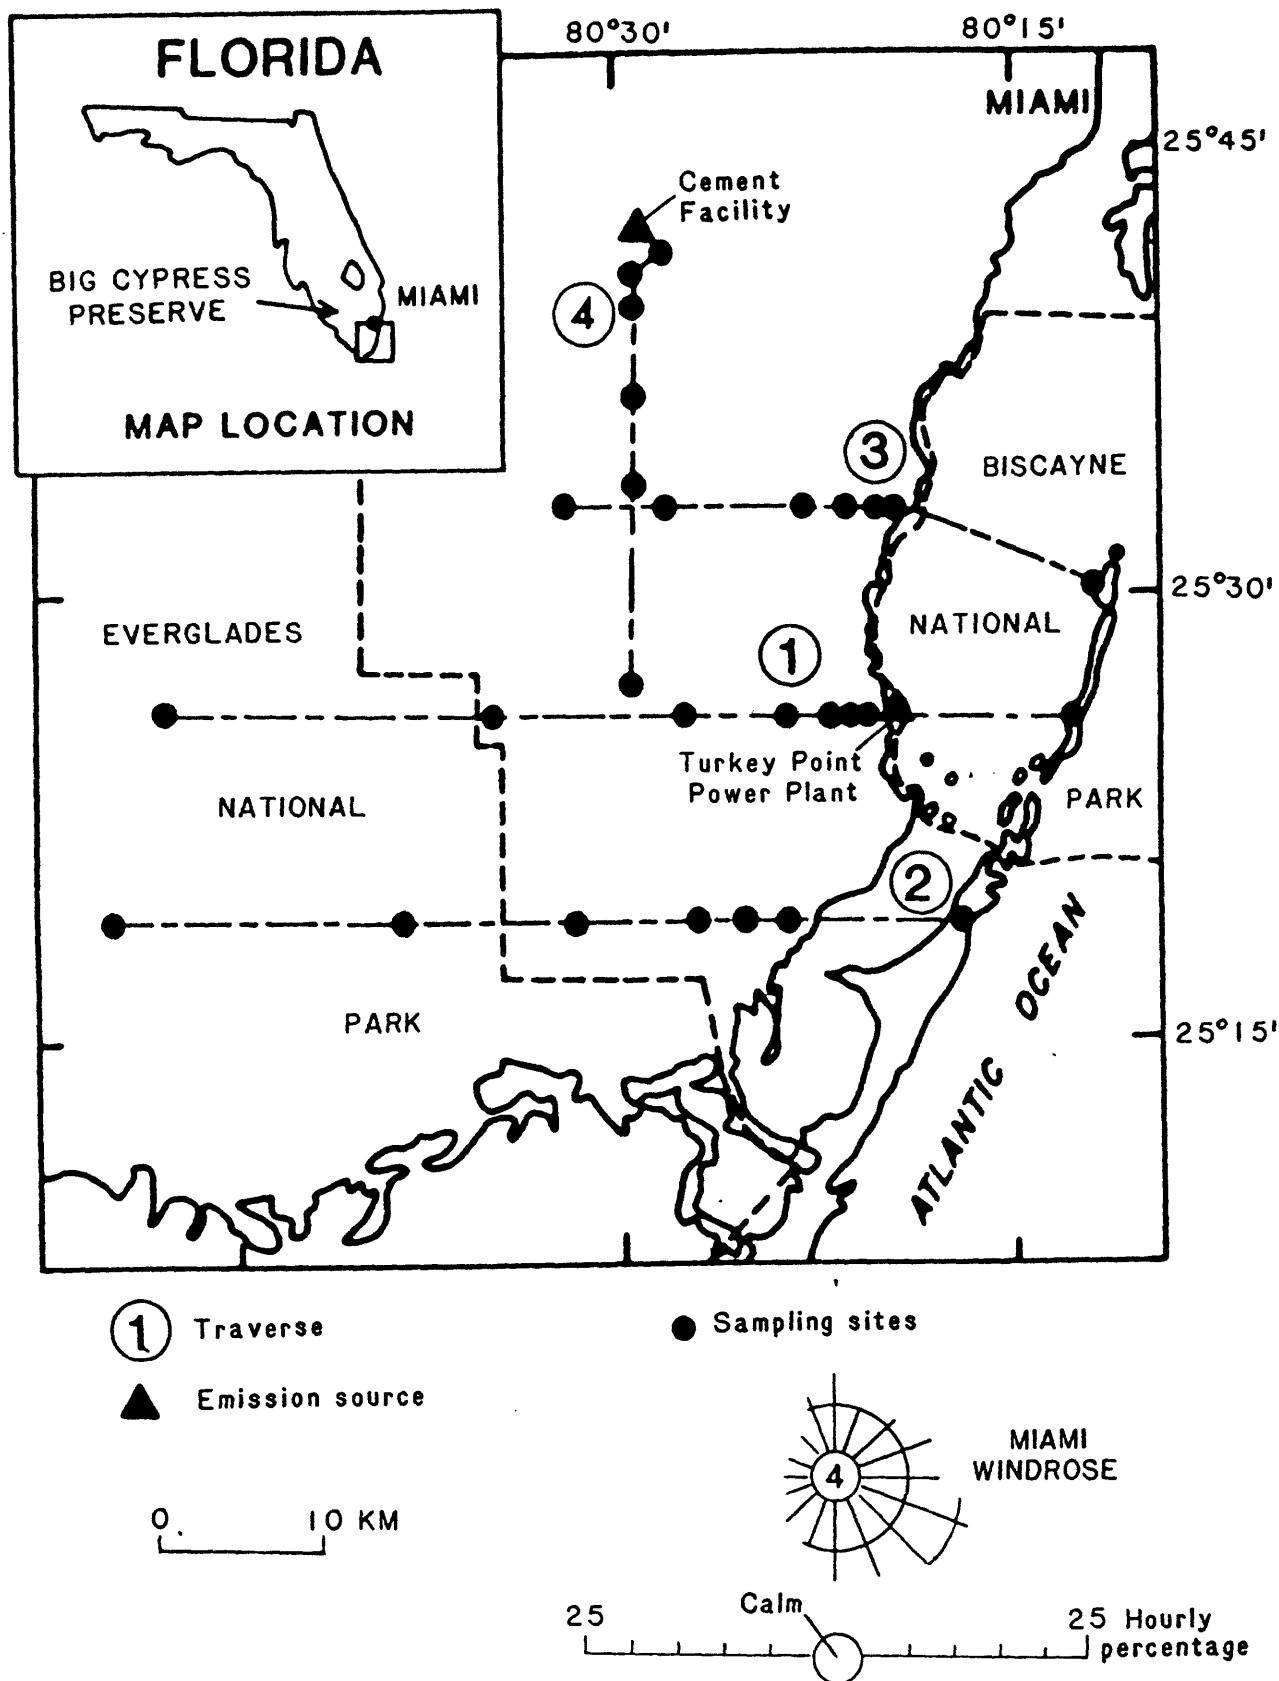 FLORIDA
BIG CYPRESS
PRESERVE
MIAMI
MAP LOCATION
80°30'
80°15'
MIAMI
25°45'
Cement
Facility
4
3
BISCAYNE
25°30'
NATIONAL
EVERGLADES
1
Turkey Point
Power Plant
NATIONAL
PARK
2
ATLANTIC OCEAN
PARK
25°15'
1 Traverse
Sampling sites
Emission source
MIAMI
WINDROSE
4
0 10 KM
Calm
25
25 Hourly
percentage